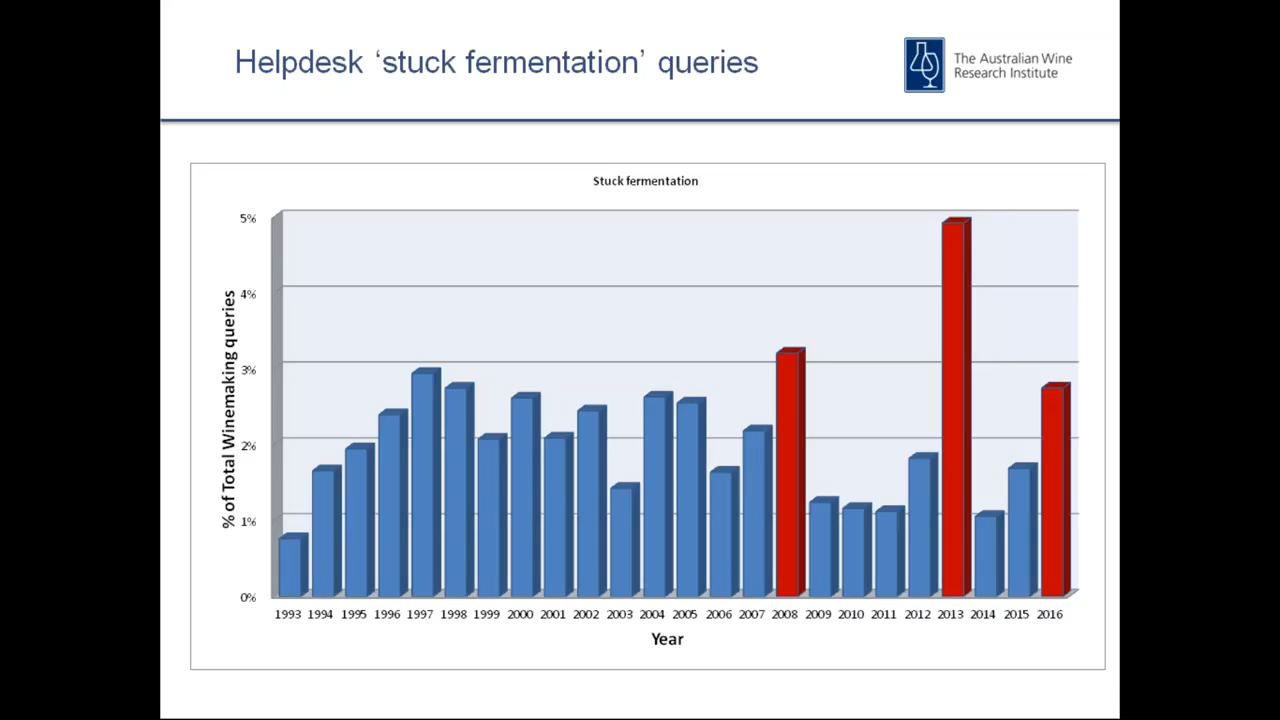 Helpdesk ‘stuck fermentation’ queries
The Australian Wine
Research Institute
Stuck fermentation
5%
4%
3%
2%
1%
0%
% of Total Winemaking queries
1993 1994 1995 1996 1997 1998 1999 2000 2001 2002 2003 2004 2005 2006 2007 2008 2009 2010 2011 2012 2013 2014 2015 2016
Year